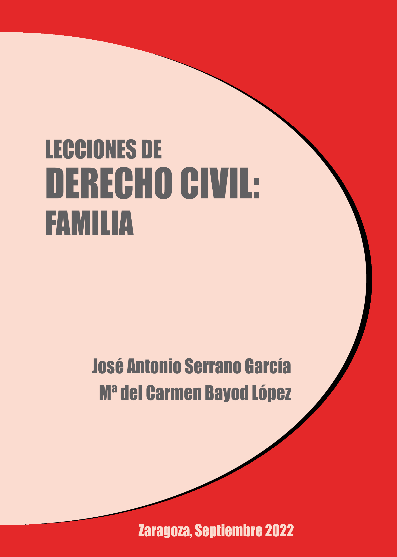 LECCIONES DE
DERECHO CIVIL:
FAMILIA
José Antonio Serrano García
Mª del Carmen Bayod López
Zaragoza, Septiembre 2022